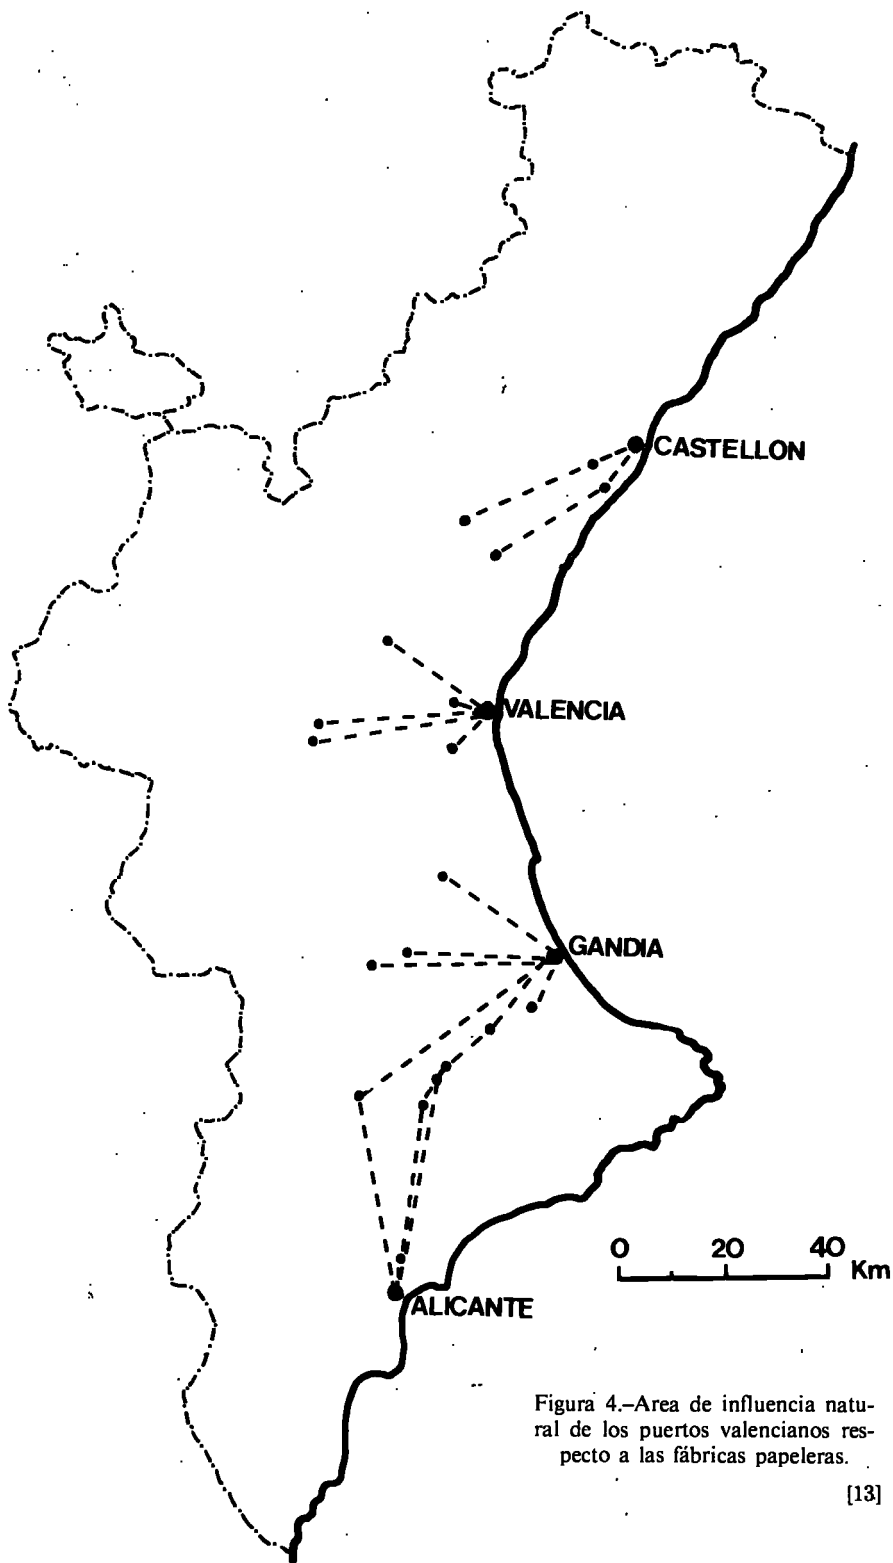 CASTELLON
VALENCIA
GANDIA
0 20 40
Km
ALICANTE
Figura 4.–Area de influencia natu-
ral de los puertos valencianos res-
pecto a las fábricas papeleras.
[13]